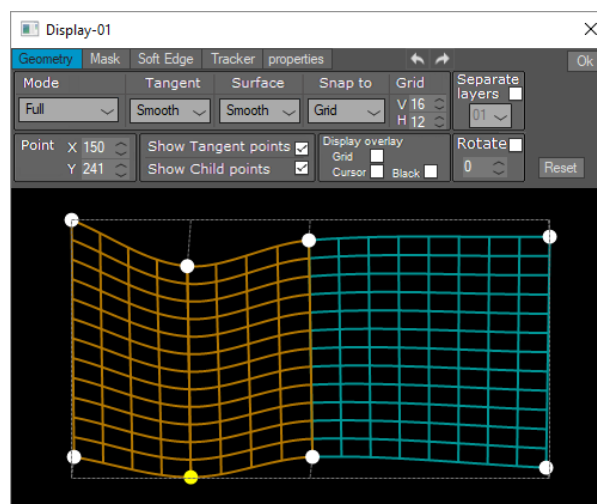 Display-01
Geometry Mask Soft Edge Tracker properties Ok
Mode Tangent Surface Snap to Grid Separate layers
Full Smooth Smooth Grid V 16 H 12 01
Point X 150 Show Tangent points Display overlay Rotate
Y 241 Show Child points Grid 0 Reset
Cursor Black